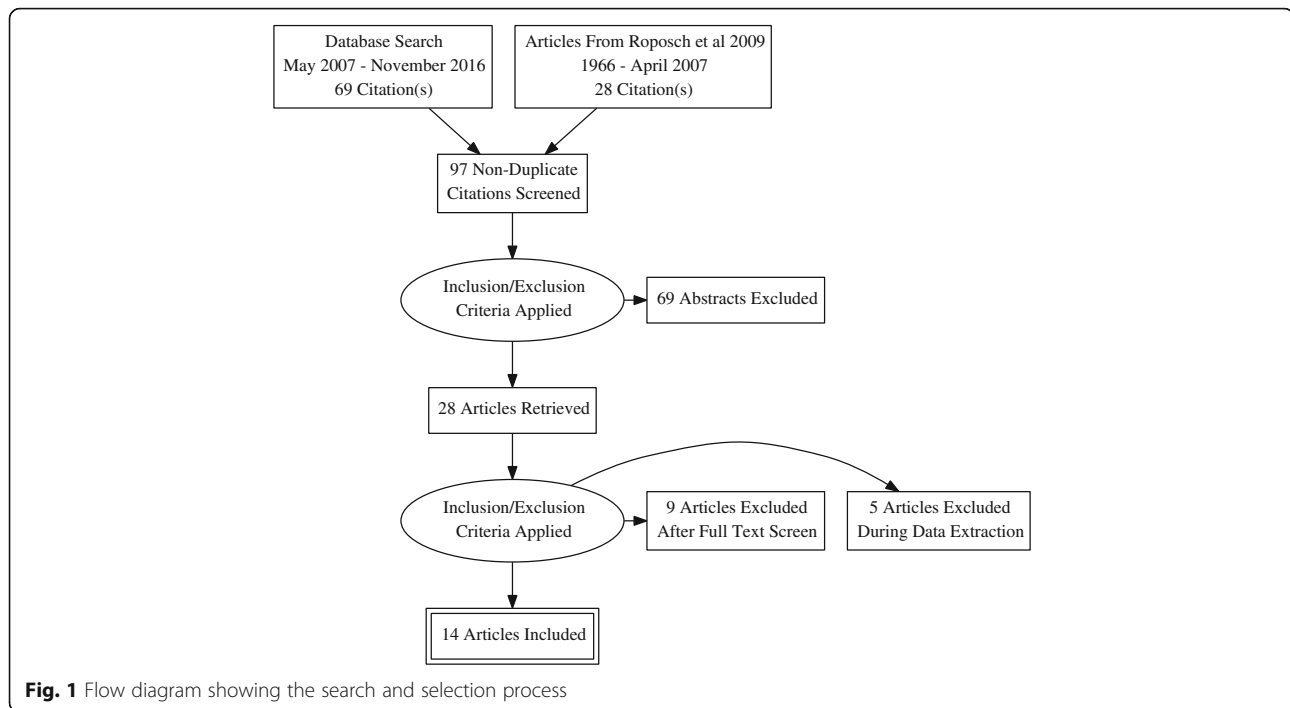 Database Search
May 2007 - November 2016
69 Citation(s)
Articles From Roposch et al 2009
1966 - April 2007
28 Citation(s)
97 Non-Duplicate
Citations Screened
Inclusion/Exclusion
Criteria Applied
69 Abstracts Excluded
28 Articles Retrieved
Inclusion/Exclusion
Criteria Applied
9 Articles Excluded
After Full Text Screen
5 Articles Excluded
During Data Extraction
14 Articles Included
Fig. 1 Flow diagram showing the search and selection process